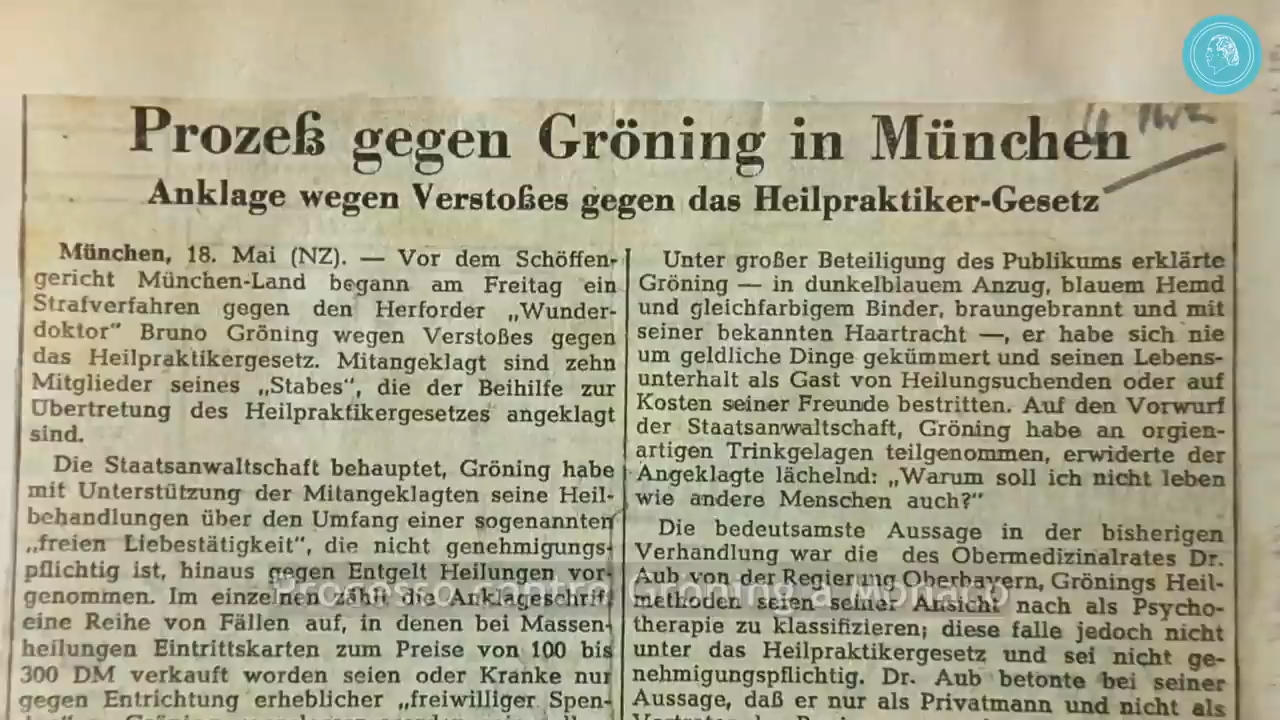 Prozeß gegen Gröning in München
Anklage wegen Verstoßes gegen das Heilpraktiker-Gesetz
München, 18. Mai (NZ). — Vor dem Schöffen-
gericht München-Land begann am Freitag ein
Strafverfahren gegen den Herforder „Wunder-
doktor“ Bruno Gröning wegen Verstoßes gegen
das Heilpraktikergesetz. Mitangeklagt sind zehn
Mitglieder seines „Stabes“, die der Beihilfe zur
Übertretung des Heilpraktikergesetzes angeklagt
sind.
Die Staatsanwaltschaft behauptet, Gröning habe
mit Unterstützung der Mitangeklagten seine Heil-
behandlungen über den Umfang einer sogenannten
„freien Liebestätigkeit“, die nicht genehmigungs-
pflichtig ist, hinaus gegen Entgelt Heilungen vor-
genommen. Im einzelnen zählt die Anklageschrift
eine Reihe von Fällen auf, in denen bei Massen-
heilungen Eintrittskarten zum Preise von 100 bis
300 DM verkauft worden seien oder Kranke nur
gegen Entrichtung erheblicher „freiwilliger Spen-
Unter großer Beteiligung des Publikums erklärte
Gröning — in dunkelblauem Anzug, blauem Hemd
und gleichfarbigem Binder, braungebrannt und mit
seiner bekannten Haartracht —, er habe sich nie
um geldliche Dinge gekümmert und seinen Lebens-
unterhalt als Gast von Heilungsuchenden oder auf
Kosten seiner Freunde bestritten. Auf den Vorwurf
der Staatsanwaltschaft, Gröning habe an orgien-
artigen Trinkgelagen teilgenommen, erwiderte der
Angeklagte lächelnd: „Warum soll ich nicht leben
wie andere Menschen auch?“
Die bedeutsamste Aussage in der bisherigen
Verhandlung war die des Obermedizinalrates Dr.
Aub von der Regierung Oberbayern, Grönings Heil-
methoden seien seiner Ansicht nach als Psycho-
therapie zu klassifizieren; diese falle jedoch nicht
unter das Heilpraktikergesetz und sei nicht ge-
nehmigungspflichtig. Dr. Aub betonte bei seiner
Aussage, daß er nur als Privatmann und nicht als
Processo contro Gröning a Monaco